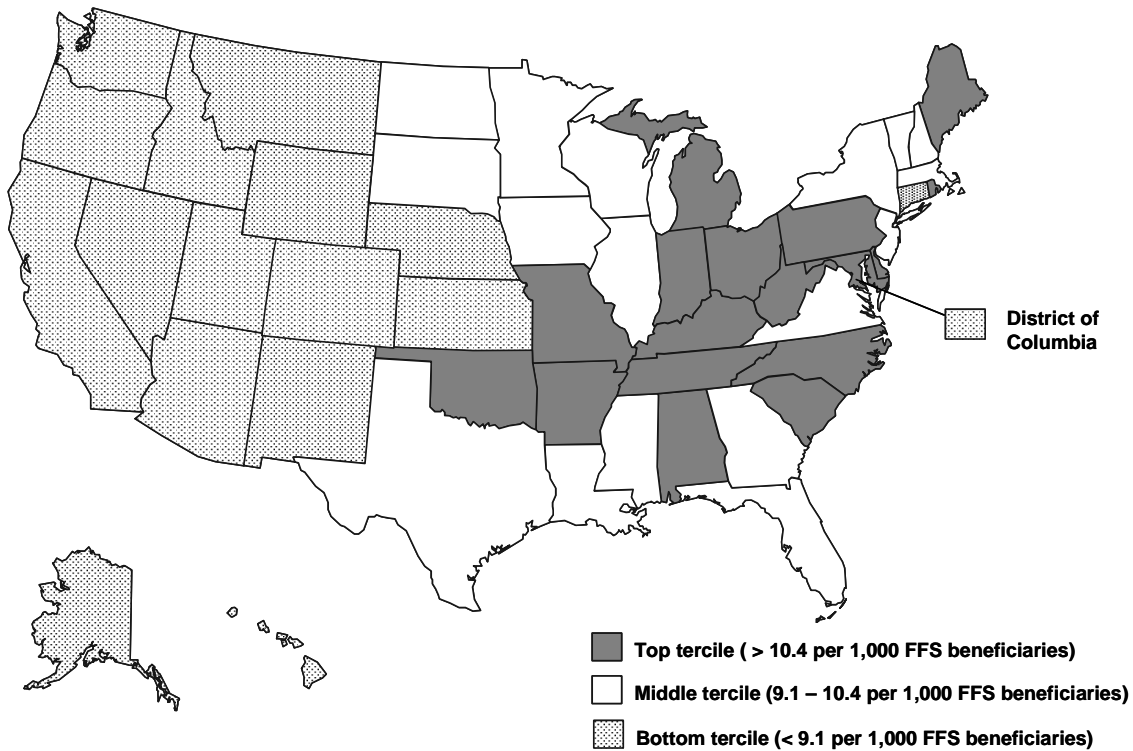 District of
Columbia
Top tercile ( > 10.4 per 1,000 FFS beneficiaries)
Middle tercile (9.1 – 10.4 per 1,000 FFS beneficiaries)
Bottom tercile (< 9.1 per 1,000 FFS beneficiaries)